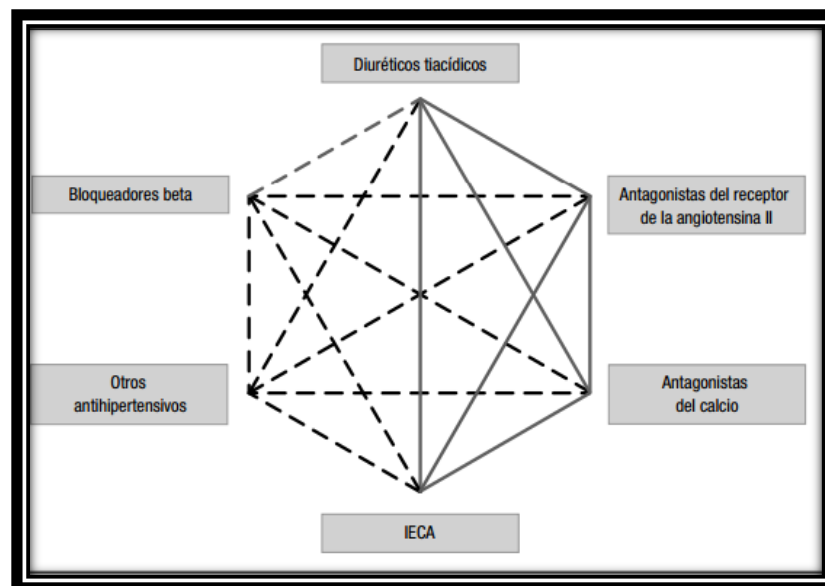 Diuréticos tiacídicos
Bloqueadores beta
Antagonistas del receptor
de la angiotensina II
Otros
antihipertensivos
Antagonistas
del calcio
IECA